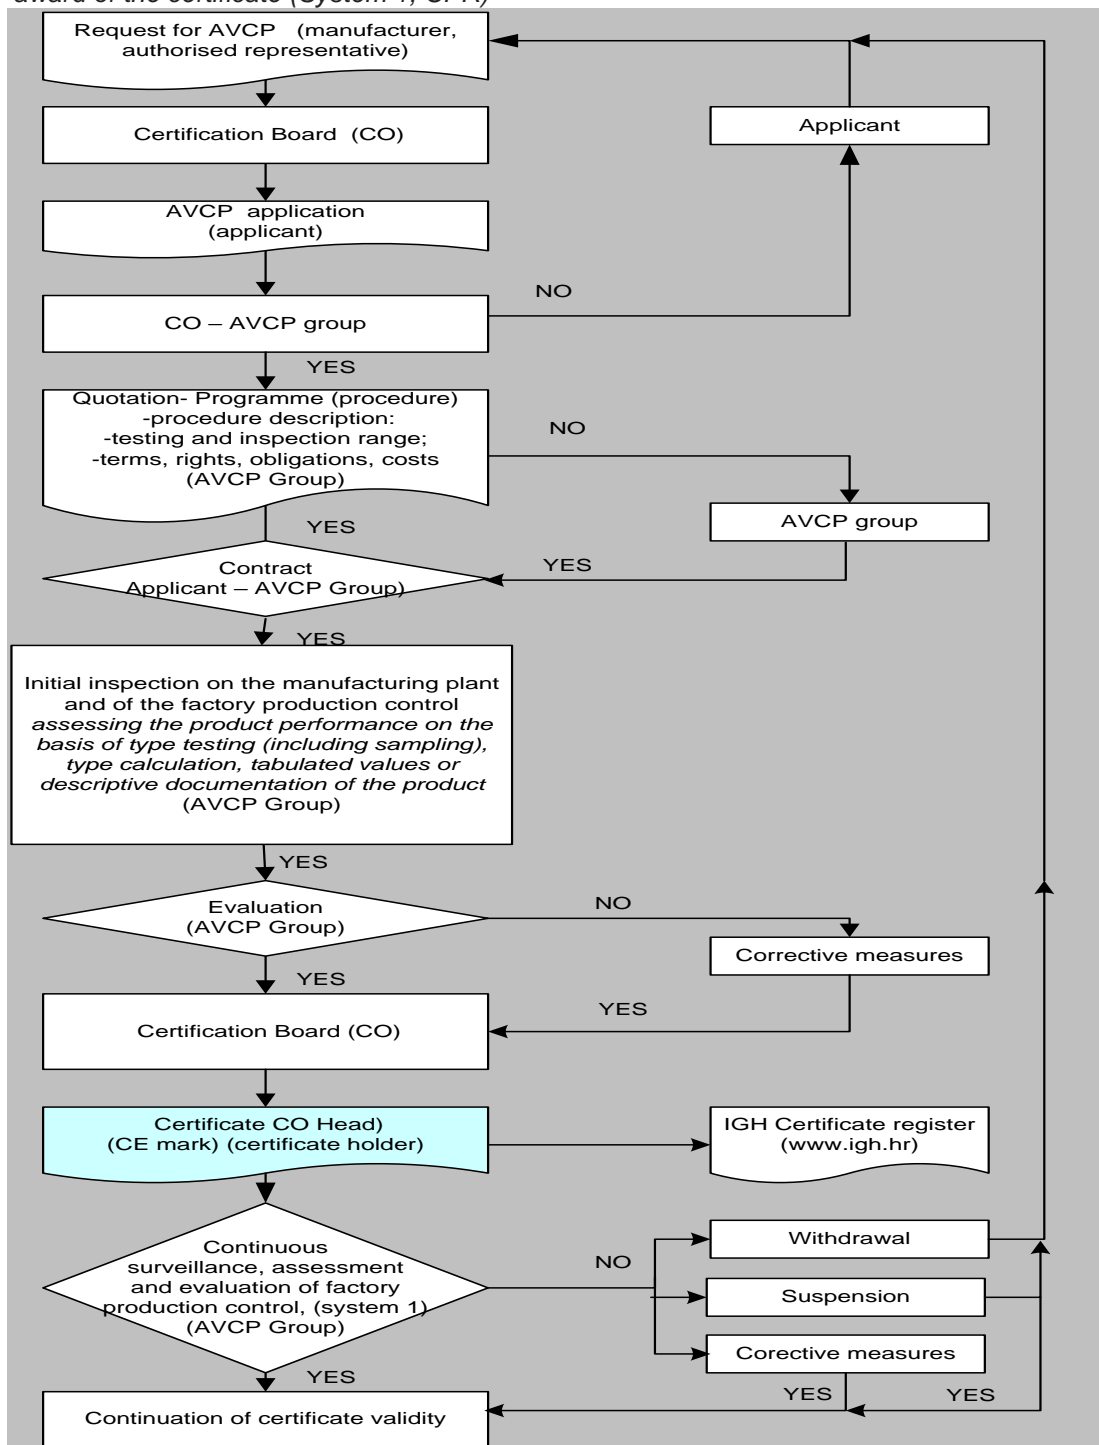 award of the certificate (System 1, CPR)
Request for AVCP (manufacturer,
authorised representative)
Certification Board (CO)
Applicant
AVCP application
(applicant)
NO
CO – AVCP group
YES
Quotation- Programme (procedure)
-procedure description:
-testing and inspection range;
-terms, rights, obligations, costs
(AVCP Group)
NO
AVCP group
YES
Contract
Applicant – AVCP Group)
YES
YES
Initial inspection on the manufacturing plant
and of the factory production control
assessing the product performance on the
basis of type testing (including sampling),
type calculation, tabulated values or
descriptive documentation of the product
(AVCP Group)
YES
Evaluation
(AVCP Group)
NO
Corrective measures
YES
YES
Certification Board (CO)
Certificate CO Head)
(CE mark) (certificate holder)
IGH Certificate register
(www.igh.hr)
Continuous
surveillance, assessment
and evaluation of factory
production control, (system 1)
(AVCP Group)
NO
Withdrawal
Suspension
Corective measures
YES
YES
YES
Continuation of certificate validity